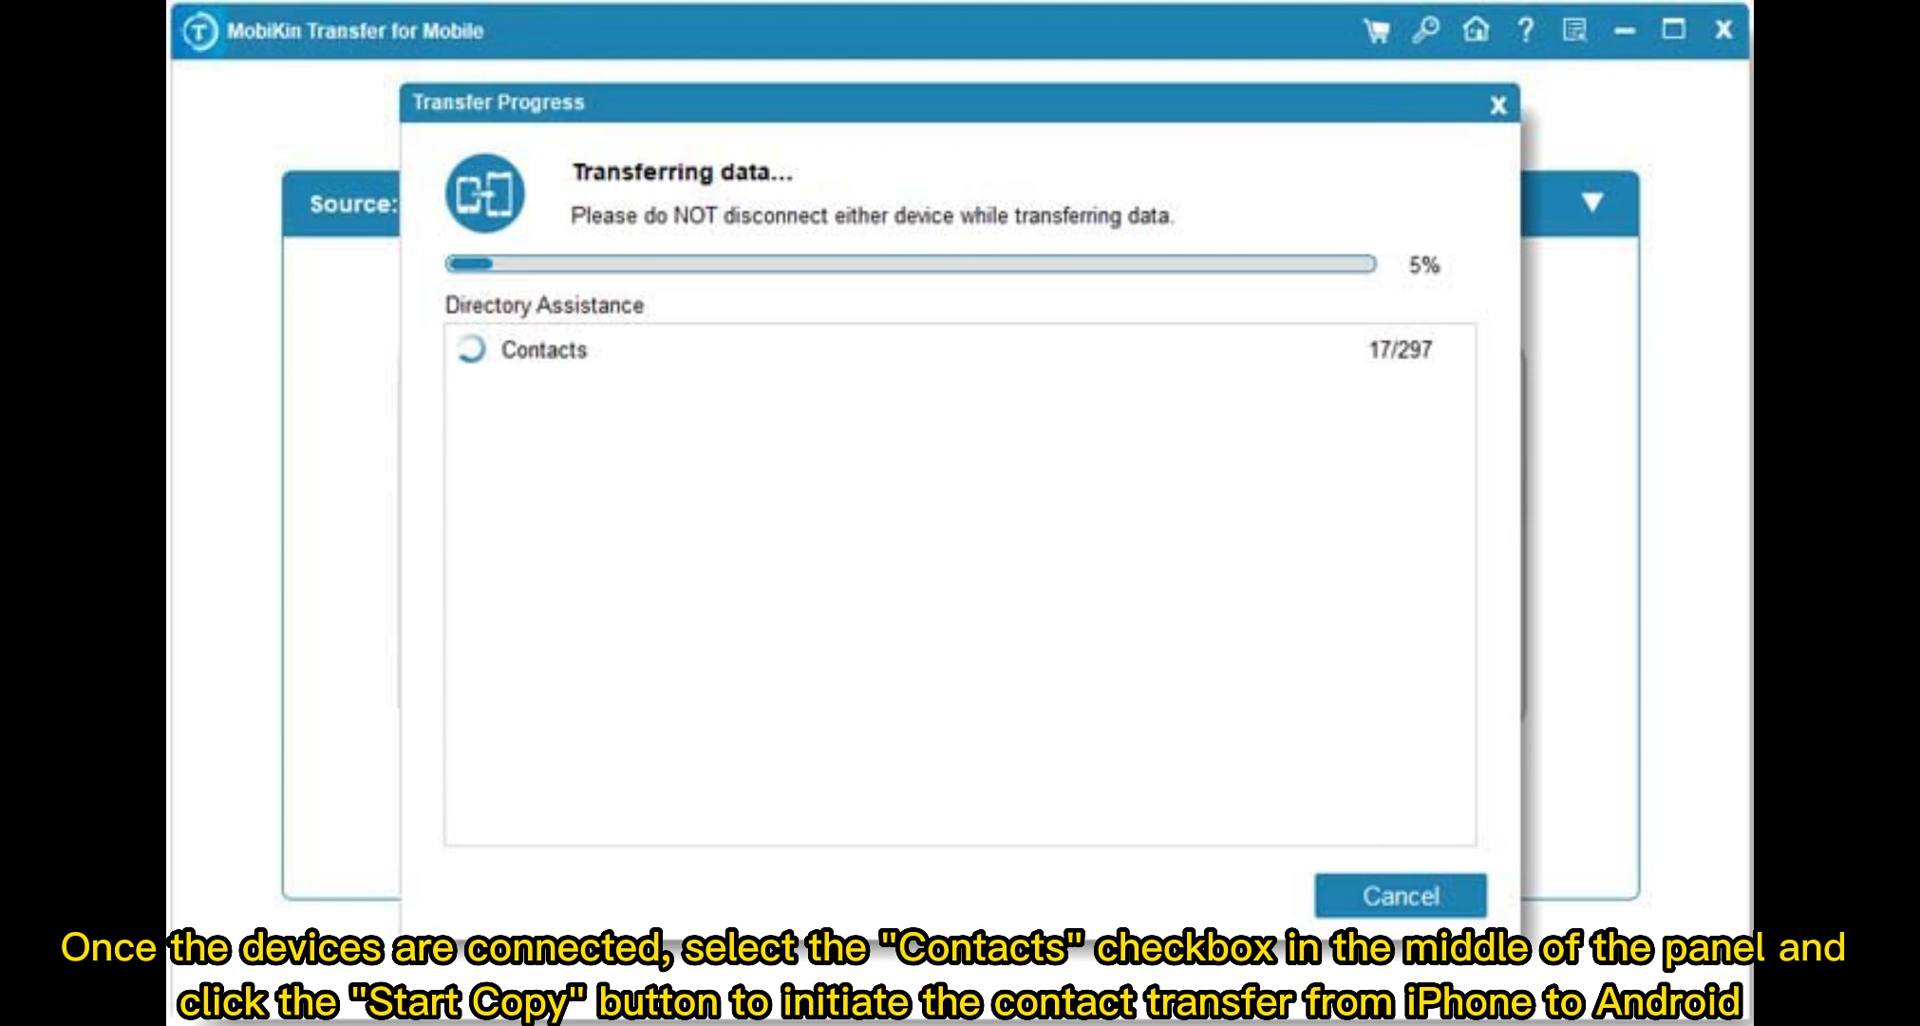 MobiKin Transfer for Mobile
Transfer Progress
Transferring data...
Please do NOT disconnect either device while transferring data.
Source:
5%
Directory Assistance
Contacts 17/297
Cancel
Once the devices are connected, select the "Contacts" checkbox in the middle of the panel and
click the "Start Copy" button to initiate the contact transfer from iPhone to Android